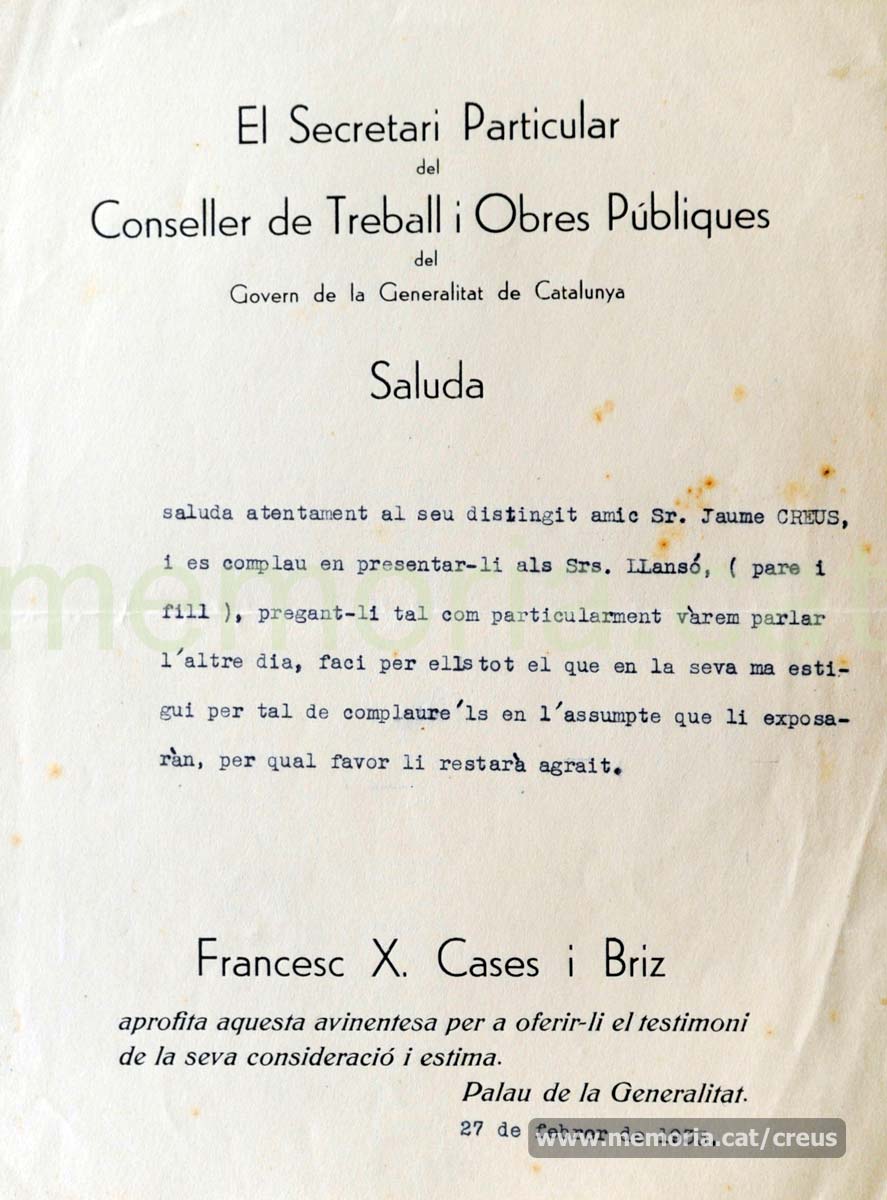 El Secretari Particular
del
Conseller de Treball i Obres Públiques
del
Govern de la Generalitat de Catalunya
Saluda
saluda atentament al seu distingit amic Sr. Jaume CREUS,
i es complau en presentar-li als Srs. LLansó, ( pare i
fill ), pregant-li tal com particularment vàrem parlar
l'altre dia, faci per ells tot el que en la seva ma esti-
gui per tal de complaure'ls en l'assumpte que li exposa-
ràn, per qual favor li restarà agrait.
memoria.cat
Francesc X. Cases i Briz
aprofita aquesta avinentesa per a oferir-li el testimoni
de la seva consideració i estima.
Palau de la Generalitat.
27 de febrer de
www.memoria.cat/creus